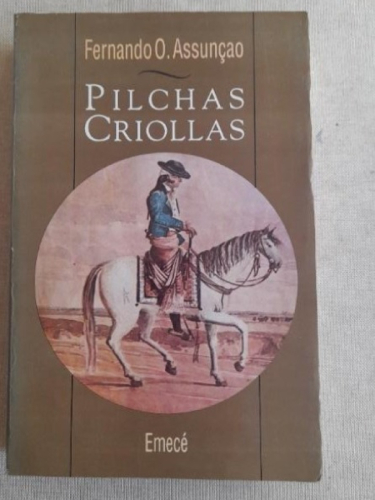 Fernando O. Assunçao
PILCHAS
CRIOLLAS
Emecé